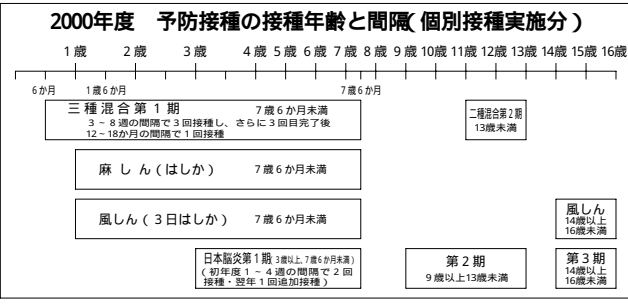 2000年度 予防接種の接種年齢と間隔(個別接種実施分)
1歳 2歳 3歳 4歳 5歳 6歳 7歳 8歳 9歳 10歳 11歳 12歳 13歳 14歳 15歳 16歳
6か月 1歳6か月 7歳6か月
三種混合第1期 7歳6か月未満
3~8週の間隔で3回接種し、さらに3回目完了後
12~18か月の間隔で1回接種
二種混合第2期
13歳未満
麻しん(はしか) 7歳6か月未満
風しん(3日はしか) 7歳6か月未満
風しん
14歳以上
16歳未満
日本脳炎第1期(3歳以上、7歳6か月未満)
(初年度1~4週の間隔で2回
接種・翌年1回追加接種)
第2期
9歳以上13歳未満
第3期
14歳以上
16歳未満